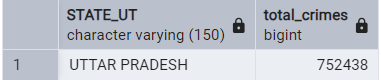 STATE_UT total_crimes
character varying (150) bigint
1 UTTAR PRADESH 752438